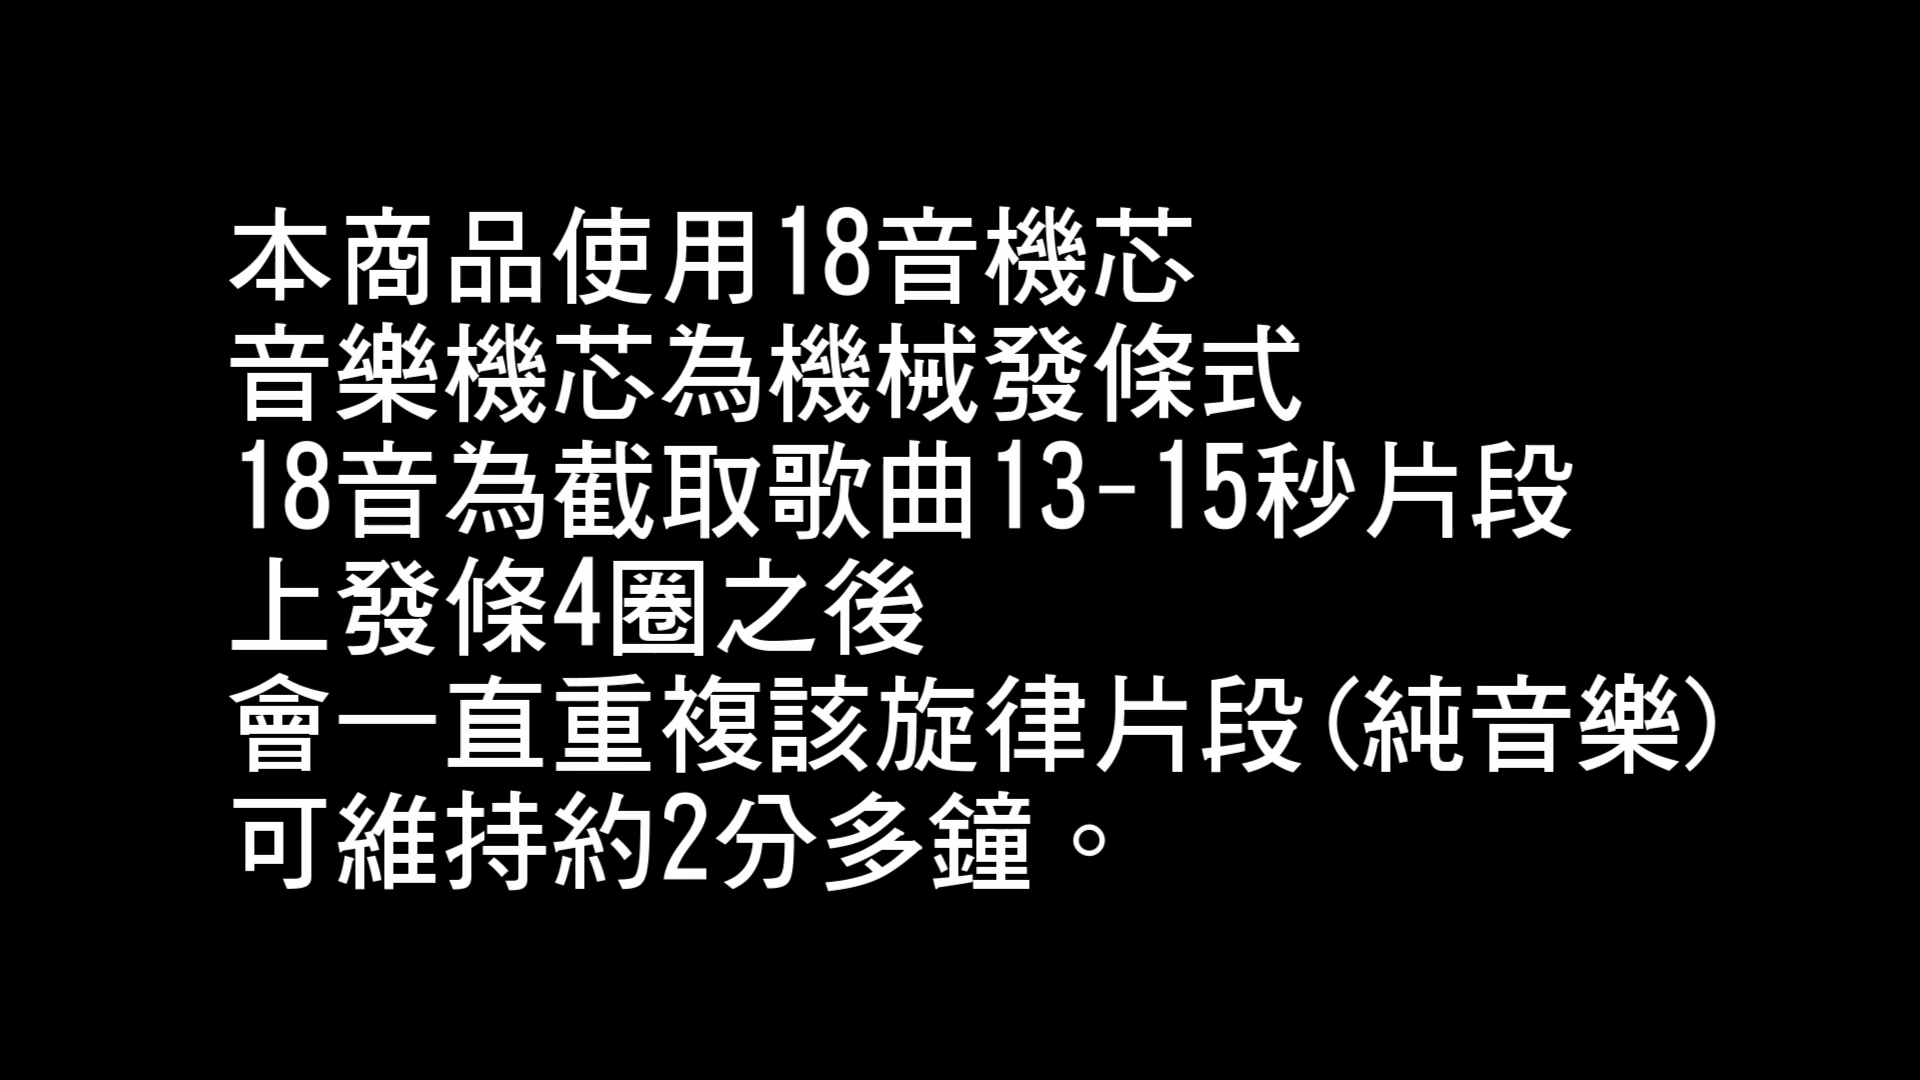 本商品使用18音機芯
音樂機芯為機械發條式
18音為截取歌曲13-15秒片段
上發條4圈之後
會一直重複該旋律片段(純音樂)
可維持約2分多鐘。